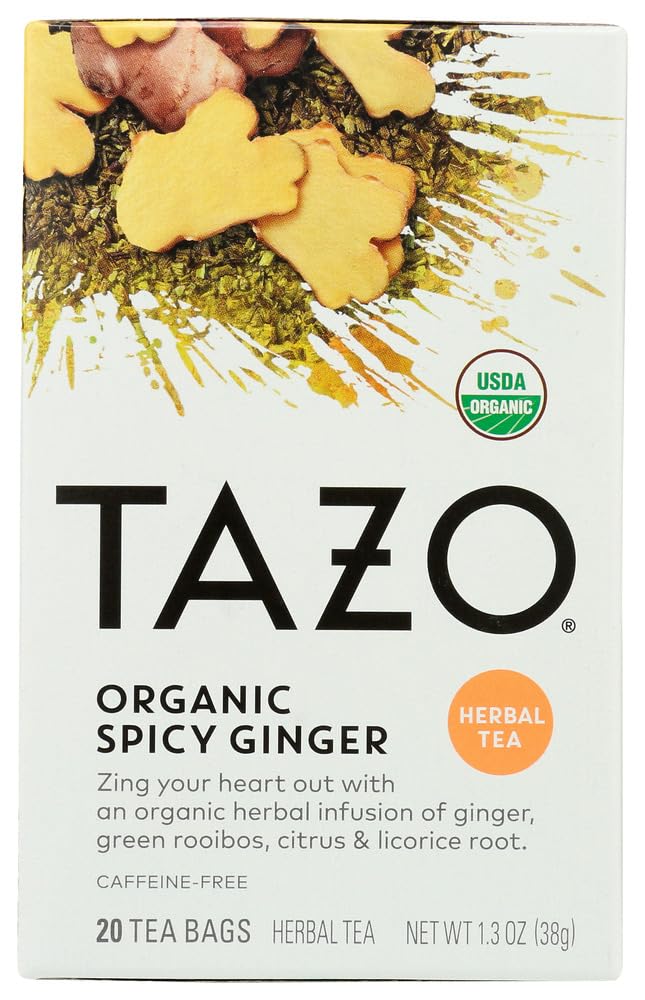 USDA
ORGANIC
TAZO®
ORGANIC
SPICY GINGER
HERBAL
TEA
Zing your heart out with
an organic herbal infusion of ginger,
green rooibos, citrus & licorice root.
CAFFEINE-FREE
20 TEA BAGS HERBAL TEA NET WT 1.3 OZ (38g)